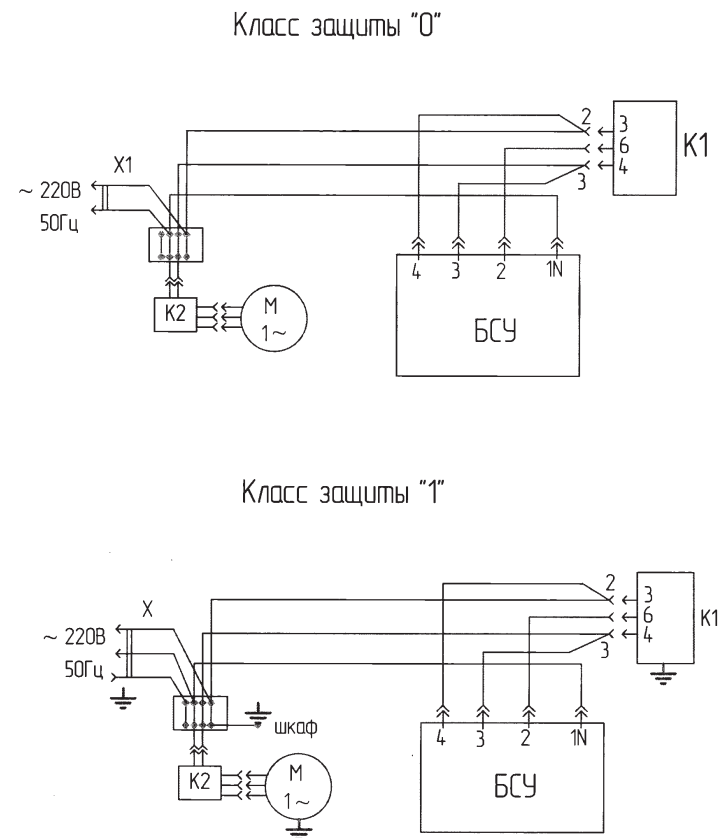 Класс защиты "0"
2
3
K1
6
X1
4
~ 220В
3
50Гц
4 3 2 1N
K2
М
1~
БСУ
Класс защиты "1"
2
X
3
6
K1
~ 220В
4
3
50Гц
шкаф
4 3 2 1N
K2
М
1~
БСУ